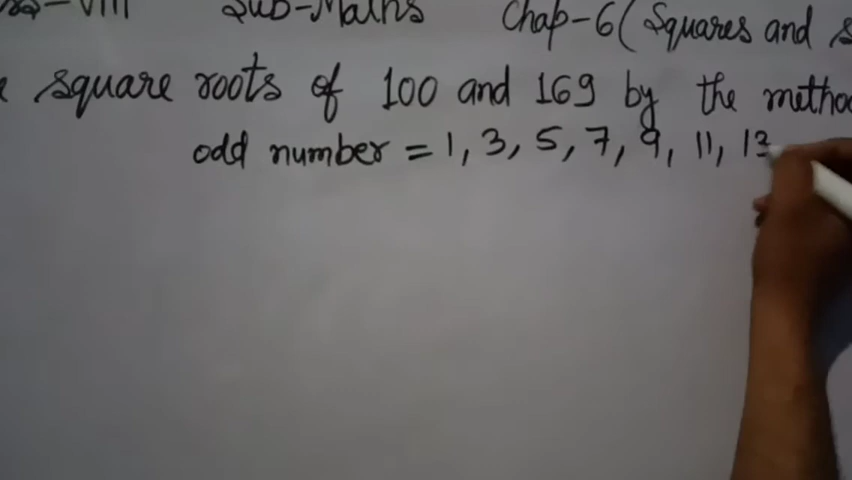 VIII Sub-Maths Chap-6 (Squares and
square roots of 100 and 169 by the
odd number = 1, 3, 5, 7, 9, 11, 13